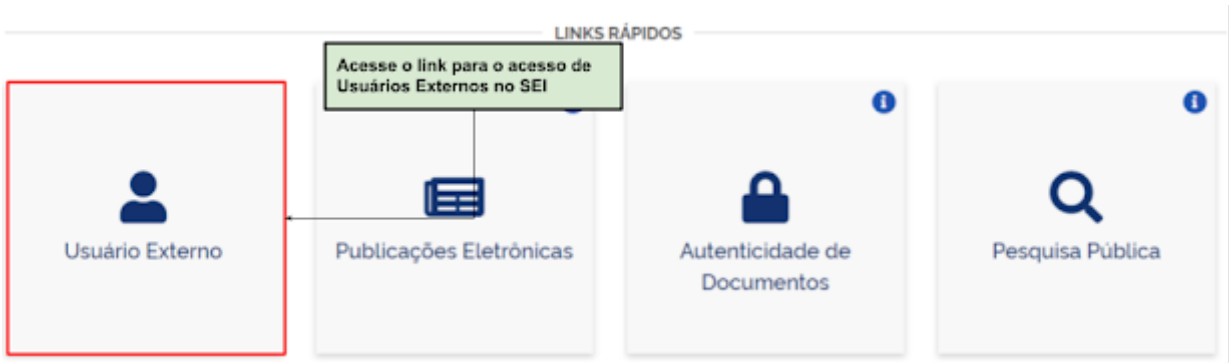 LINKS RÁPIDOS
Acesse o link para o acesso de
Usuários Externos no SEI
Usuário Externo
Publicações Eletrônicas
Autenticidade de
Documentos
Pesquisa Pública